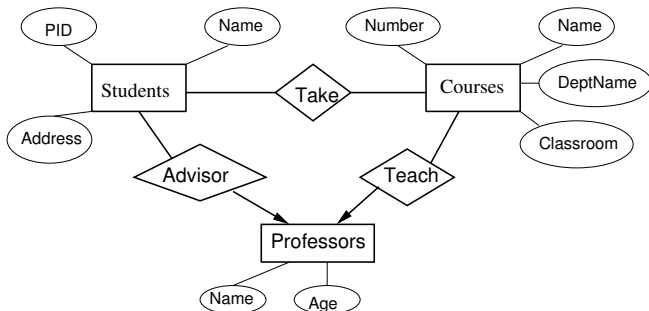 PID
Name
Number
Name
Students
Take
Courses
DeptName
Address
Classroom
Advisor
Teach
Professors
Name
Age